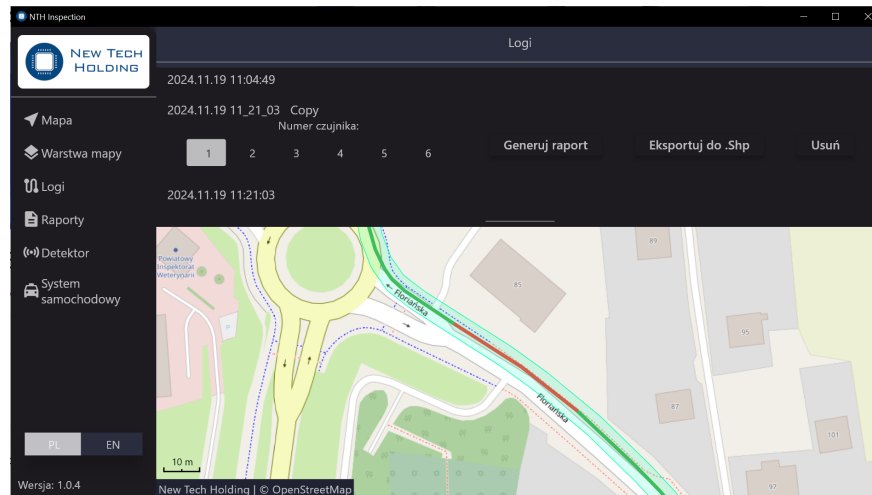 NTH Inspection
NEW TECH
HOLDING
Mapa
Warstwa mapy
Logi
Raporty
Detektor
System
samochodowy
PL EN
Wersja: 1.0.4
Logi
2024.11.19 11:04:49
2024.11.19 11_21_03 Copy
Numer czujnika:
1 2 3 4 5 6
Generuj raport Eksportuj do .Shp Usuń
2024.11.19 11:21:03
Powiatowy
Inspektorat
Weterynarii
P
Floriańska
Floriańska
85
89
95
87
101
97
10 m
New Tech Holding | © OpenStreetMap